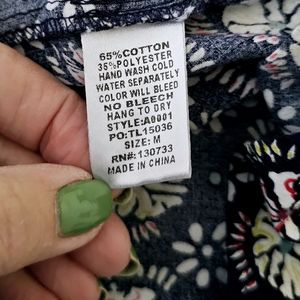 65%COTTON
35%POLYESTER
HAND WASH COLD
WATER SEPARATELY
COLOR WILL BLEED
NO BLEECH
HANG TO DRY
STYLE:A0001
PO:TL15036
SIZE: M
RN#: 130733
MADE IN CHINA